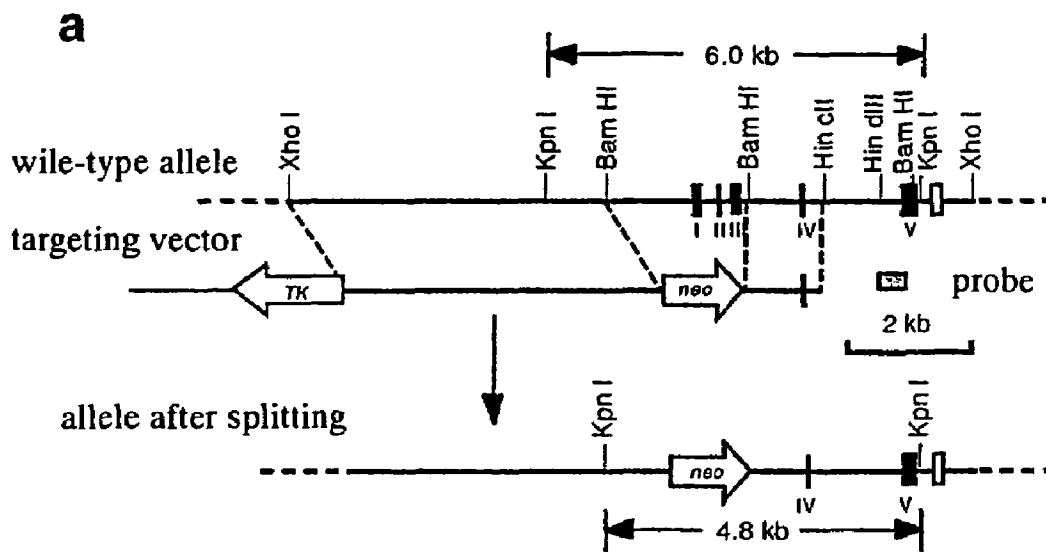 a
6.0 kb
Xho I
Kpn I
Bam HI
Bam HI
Hin cII
Hin dIII
Bam HI
Kpn I
Xho I
wile-type allele
I
II
III
IV
V
targeting vector
TK
neo
probe
2 kb
allele after splitting
Kpn I
Kpn I
neo
IV
V
4.8 kb